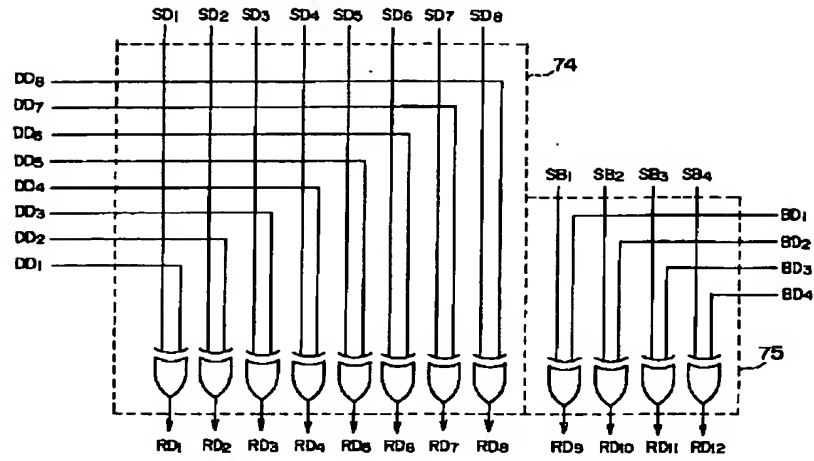 SD1 SD2 SD3 SD4 SD5 SD6 SD7 SD8
74
DD8
DD7
DD6
DD5
DD4
DD3
DD2
DD1
SB1 SB2 SB3 SB4
BD1
BD2
BD3
BD4
75
RD1 RD2 RD3 RD4 RD5 RD6 RD7 RD8 RD9 RD10 RD11 RD12